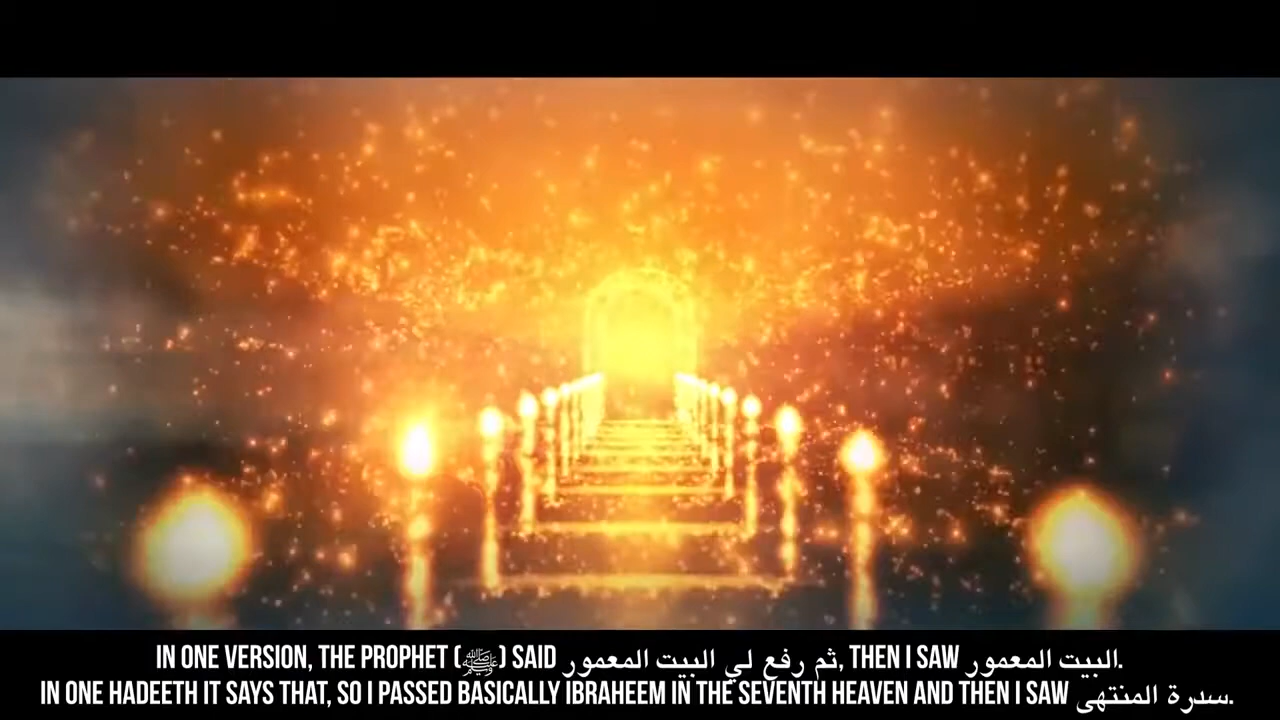 IN ONE VERSION, THE PROPHET (ﷺ) SAID ثم رفع لي البيت المعمور, THEN I SAW البيت المعمور.
IN ONE HADEETH IT SAYS THAT, SO I PASSED BASICALLY IBRAHEEM IN THE SEVENTH HEAVEN AND THEN I SAW سدرة المنتهى.